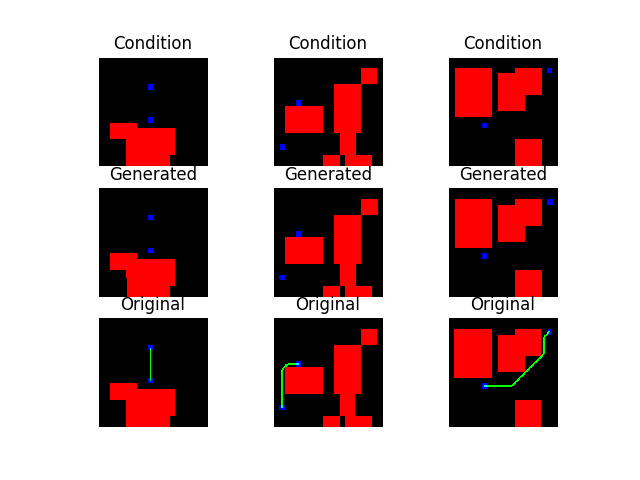 Condition Condition Condition
Generated Generated Generated
Original Original Original